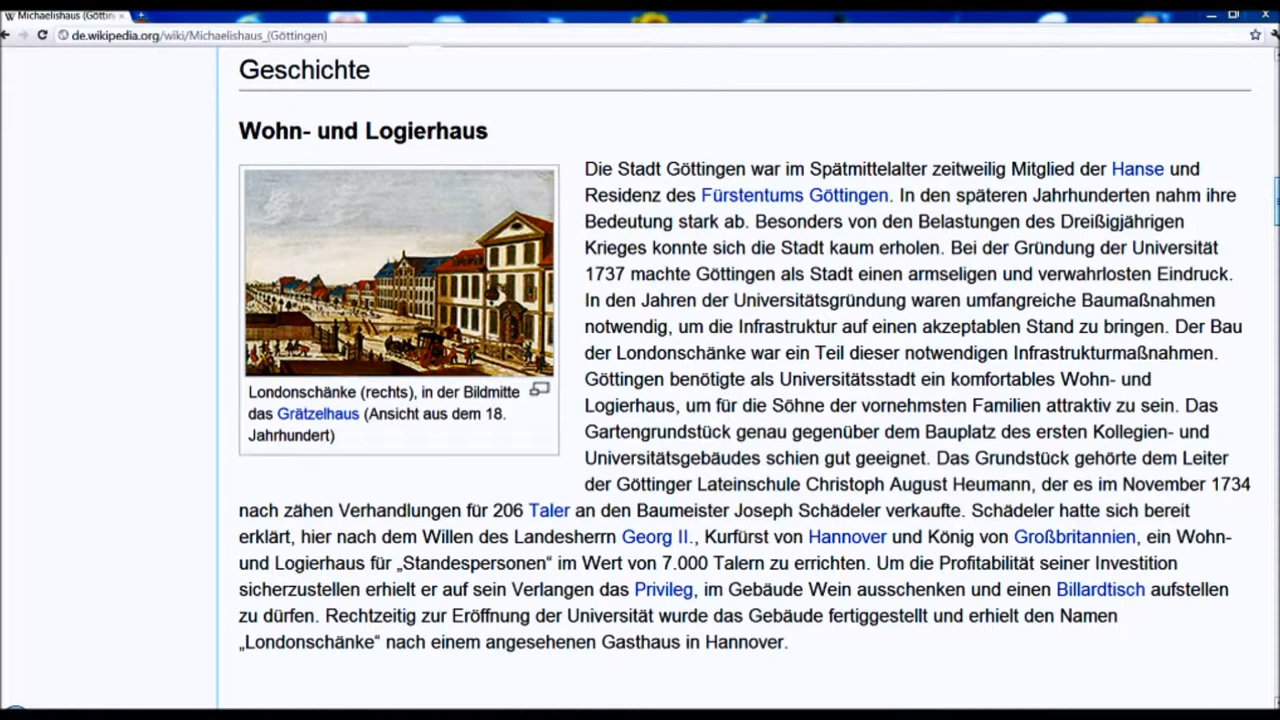 Michaelishaus (Göttin
de.wikipedia.org/wiki/Michaelishaus_(Göttingen)
Geschichte
Wohn- und Logierhaus
Londonschänke (rechts), in der Bildmitte
das Grätzelhaus (Ansicht aus dem 18.
Jahrhundert)
Die Stadt Göttingen war im Spätmittelalter zeitweilig Mitglied der Hanse und
Residenz des Fürstentums Göttingen. In den späteren Jahrhunderten nahm ihre
Bedeutung stark ab. Besonders von den Belastungen des Dreißigjährigen
Krieges konnte sich die Stadt kaum erholen. Bei der Gründung der Universität
1737 machte Göttingen als Stadt einen armseligen und verwahrlosten Eindruck.
In den Jahren der Universitätsgründung waren umfangreiche Baumaßnahmen
notwendig, um die Infrastruktur auf einen akzeptablen Stand zu bringen. Der Bau
der Londonschänke war ein Teil dieser notwendigen Infrastrukturmaßnahmen.
Göttingen benötigte als Universitätsstadt ein komfortables Wohn- und
Logierhaus, um für die Söhne der vornehmsten Familien attraktiv zu sein. Das
Gartengrundstück genau gegenüber dem Bauplatz des ersten Kollegien- und
Universitätsgebäudes schien gut geeignet. Das Grundstück gehörte dem Leiter
der Göttinger Lateinschule Christoph August Heumann, der es im November 1734
nach zähen Verhandlungen für 206 Taler an den Baumeister Joseph Schädeler verkaufte. Schädeler hatte sich bereit
erklärt, hier nach dem Willen des Landesherrn Georg II., Kurfürst von Hannover und König von Großbritannien, ein Wohn-
und Logierhaus für „Standespersonen“ im Wert von 7.000 Talern zu errichten. Um die Profitabilität seiner Investition
sicherzustellen erhielt er auf sein Verlangen das Privileg, im Gebäude Wein ausschenken und einen Billardtisch aufstellen
zu dürfen. Rechtzeitig zur Eröffnung der Universität wurde das Gebäude fertiggestellt und erhielt den Namen
„Londonschänke“ nach einem angesehenen Gasthaus in Hannover.